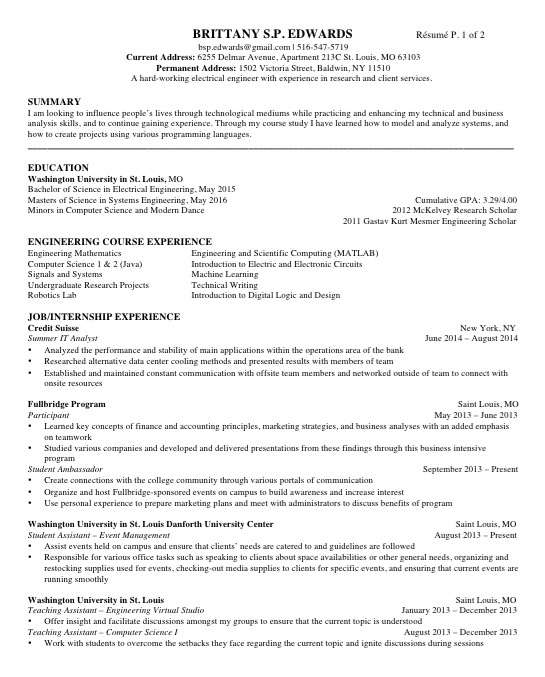 BRITTANY S.P. EDWARDS Résumé P. 1 of 2
bsp.edwards@gmail.com | 516-547-5719
Current Address: 6255 Delmar Avenue, Apartment 213C St. Louis, MO 63103
Permanent Address: 1502 Victoria Street, Baldwin, NY 11510
A hard-working electrical engineer with experience in research and client services.
SUMMARY
I am looking to influence people's lives through technological mediums while practicing and enhancing my technical and business
analysis skills, and to continue gaining experience. Through my course study I have learned how to model and analyze systems, and
how to create projects using various programming languages.
EDUCATION
Washington University in St. Louis, MO
Bachelor of Science in Electrical Engineering, May 2015
Masters of Science in Systems Engineering, May 2016 Cumulative GPA: 3.29/4.00
Minors in Computer Science and Modern Dance 2012 McKelvey Research Scholar
2011 Gustav Kurt Mesmer Engineering Scholar
ENGINEERING COURSE EXPERIENCE
Engineering Mathematics Engineering and Scientific Computing (MATLAB)
Computer Science 1 & 2 (Java) Introduction to Electric and Electronic Circuits
Signals and Systems Machine Learning
Undergraduate Research Projects Technical Writing
Robotics Lab Introduction to Digital Logic and Design
JOB/INTERNSHIP EXPERIENCE
Credit Suisse New York, NY
Summer IT Analyst June 2014 – August 2014
• Analyzed the performance and stability of main applications within the operations area of the bank
• Researched alternative data center cooling methods and presented results with members of team
• Established and maintained constant communication with offsite team members and networked outside of team to connect with
onsite resources
Fullbridge Program Saint Louis, MO
Participant May 2013 – June 2013
• Learned key concepts of finance and accounting principles, marketing strategies, and business analyses with an added emphasis
on teamwork
• Studied various companies and developed and delivered presentations from these findings through this business intensive
program
Student Ambassador September 2013 – Present
• Create connections with the college community through various portals of communication
• Organize and host Fullbridge-sponsored events on campus to build awareness and increase interest
• Use personal experience to prepare marketing plans and meet with administrators to discuss benefits of program
Washington University in St. Louis Danforth University Center Saint Louis, MO
Student Assistant – Event Management August 2013 – Present
• Assist events held on campus and ensure that clients' needs are catered to and guidelines are followed
• Responsible for various office tasks such as speaking to clients about space availabilities or other general needs, organizing and
restocking supplies used for events, checking-out media supplies to clients for specific events, and ensuring that current events are
running smoothly
Washington University in St. Louis Saint Louis, MO
Teaching Assistant – Engineering Virtual Studio January 2013 – December 2013
• Offer insight and facilitate discussions amongst my groups to ensure that the current topic is understood
Teaching Assistant – Computer Science I August 2013 – December 2013
• Work with students to overcome the setbacks they face regarding the current topic and ignite discussions during sessions